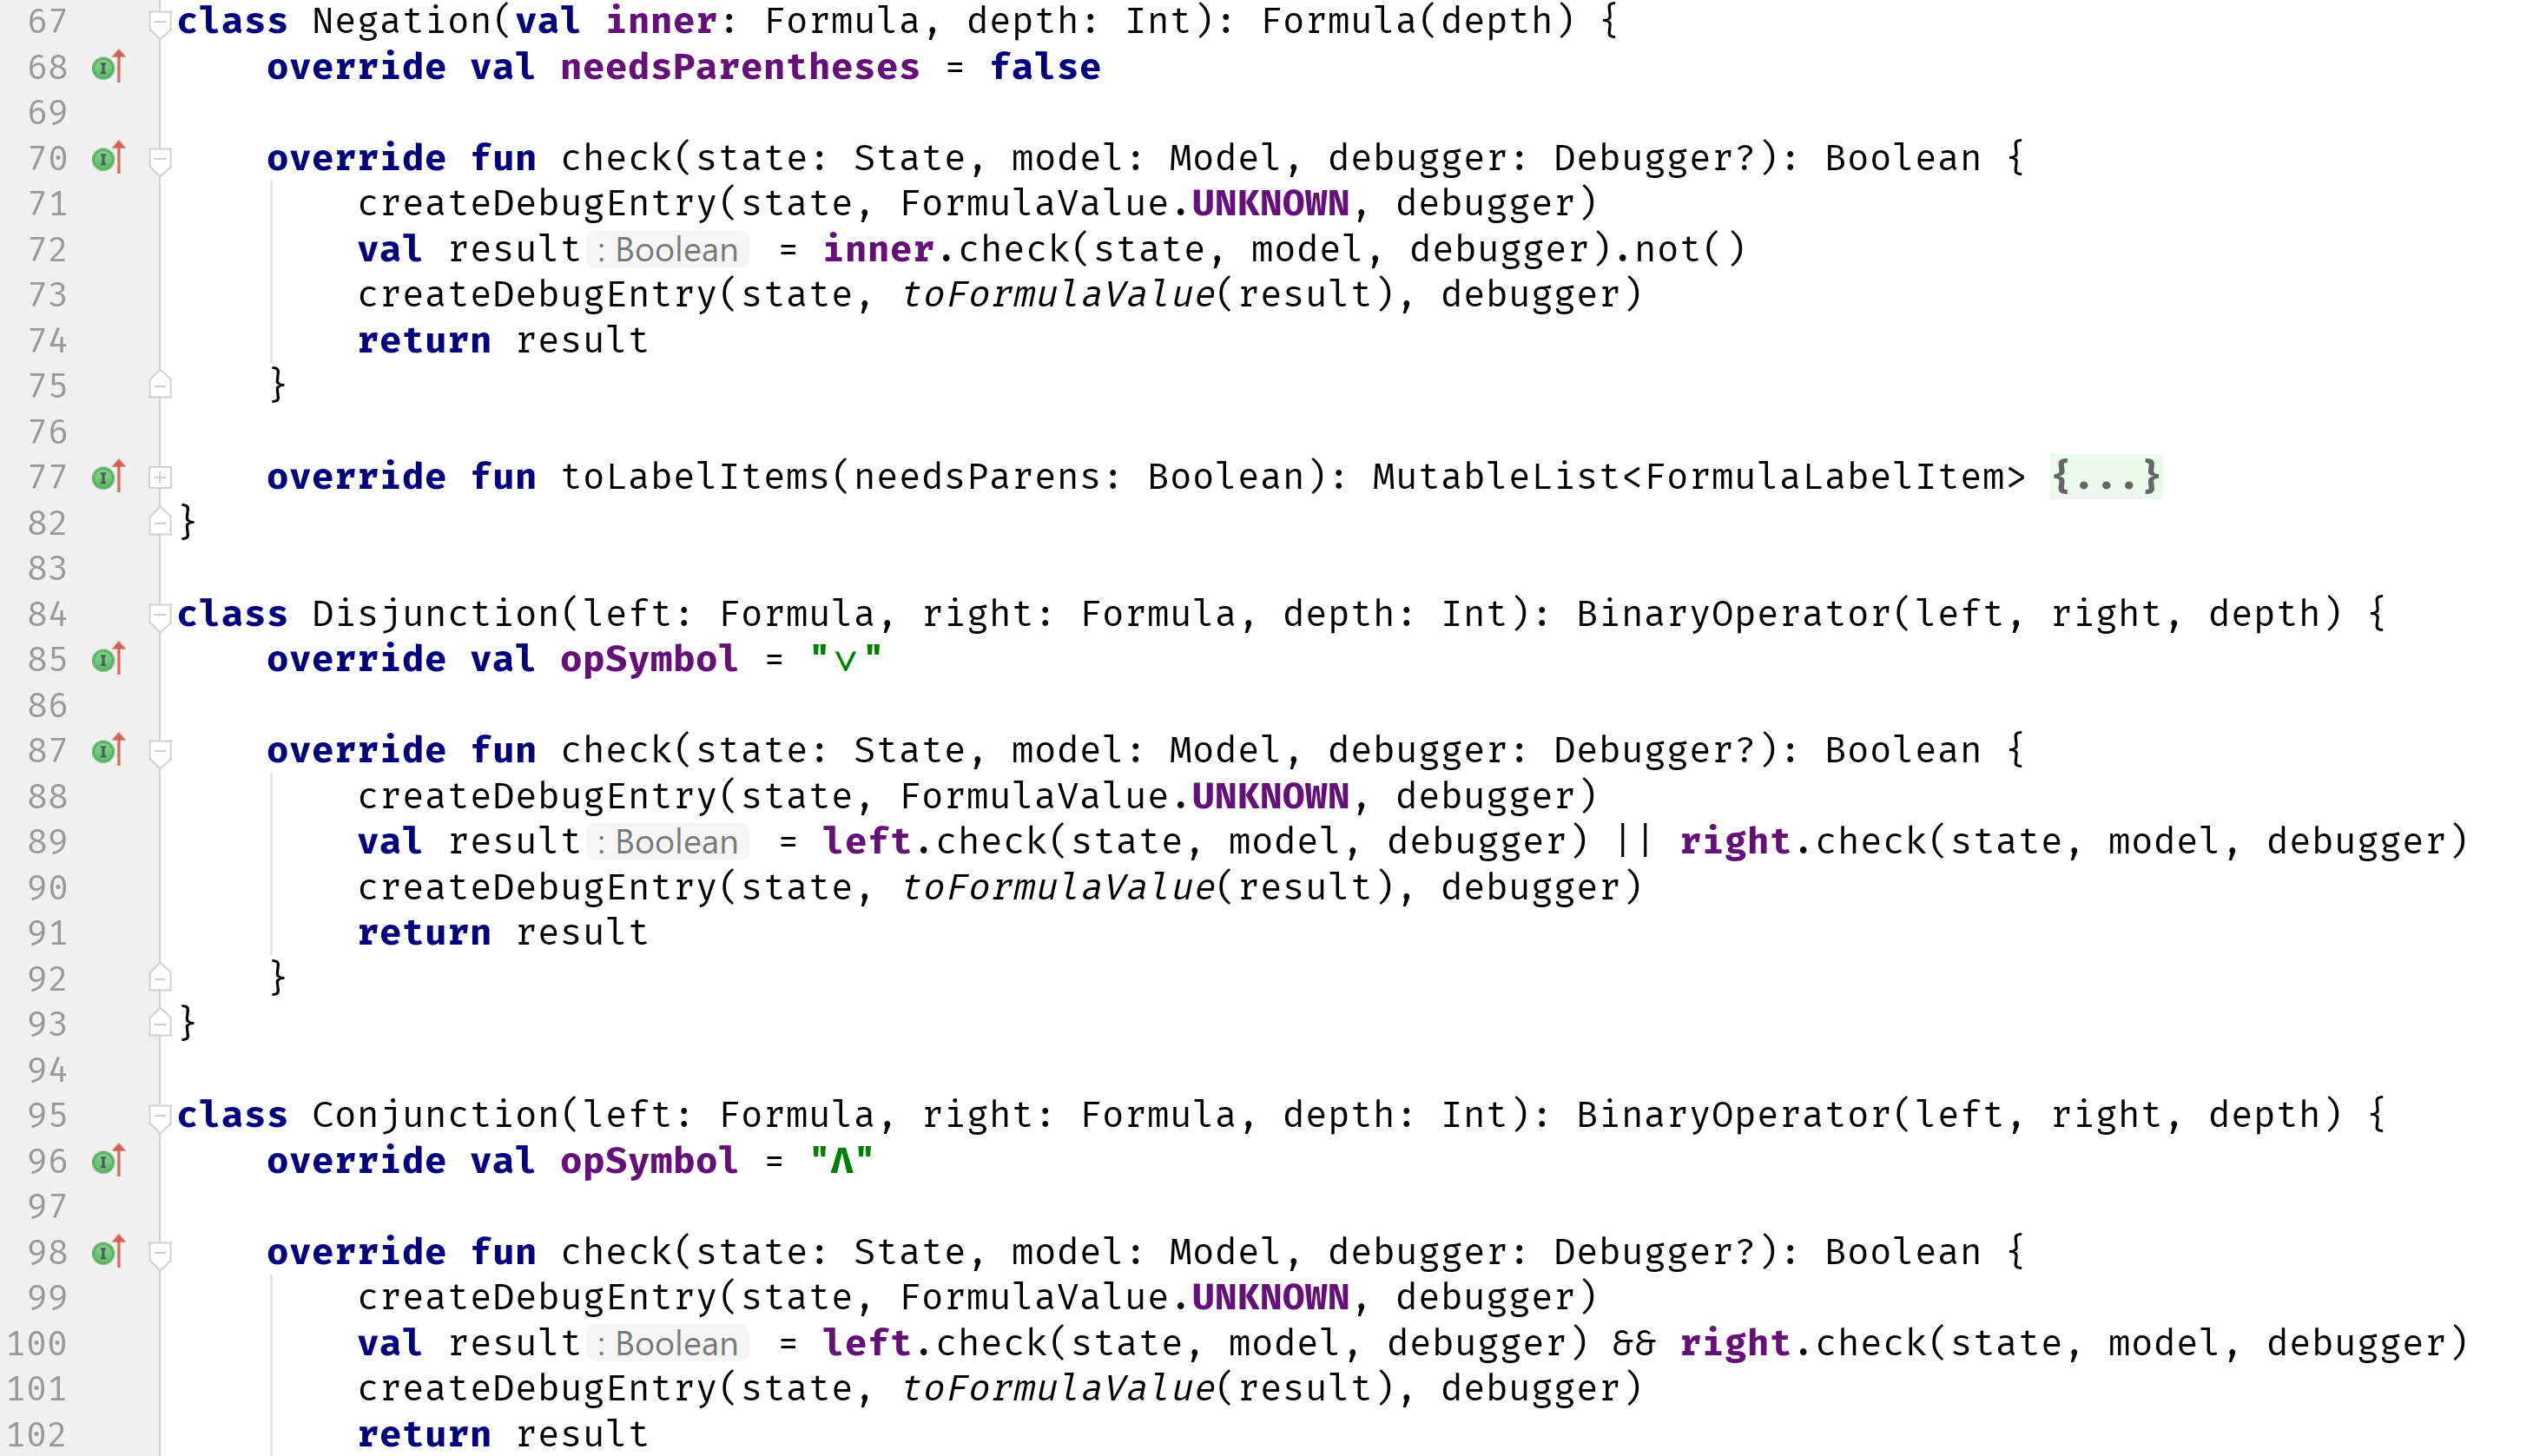 67 class Negation(val inner: Formula, depth: Int): Formula(depth) {
68     override val needsParentheses = false
69
70     override fun check(state: State, model: Model, debugger: Debugger?): Boolean {
71         createDebugEntry(state, FormulaValue.UNKNOWN, debugger)
72         val result : Boolean = inner.check(state, model, debugger).not()
73         createDebugEntry(state, toFormulaValue(result), debugger)
74         return result
75     }
76
77     override fun toLabelItems(needsParens: Boolean): MutableList<FormulaLabelItem> {...}
82 }
83
84 class Disjunction(left: Formula, right: Formula, depth: Int): BinaryOperator(left, right, depth) {
85     override val opSymbol = "∨"
86
87     override fun check(state: State, model: Model, debugger: Debugger?): Boolean {
88         createDebugEntry(state, FormulaValue.UNKNOWN, debugger)
89         val result : Boolean = left.check(state, model, debugger) || right.check(state, model, debugger)
90         createDebugEntry(state, toFormulaValue(result), debugger)
91         return result
92     }
93 }
94
95 class Conjunction(left: Formula, right: Formula, depth: Int): BinaryOperator(left, right, depth) {
96     override val opSymbol = "Λ"
97
98     override fun check(state: State, model: Model, debugger: Debugger?): Boolean {
99         createDebugEntry(state, FormulaValue.UNKNOWN, debugger)
100         val result : Boolean = left.check(state, model, debugger) && right.check(state, model, debugger)
101         createDebugEntry(state, toFormulaValue(result), debugger)
102         return result